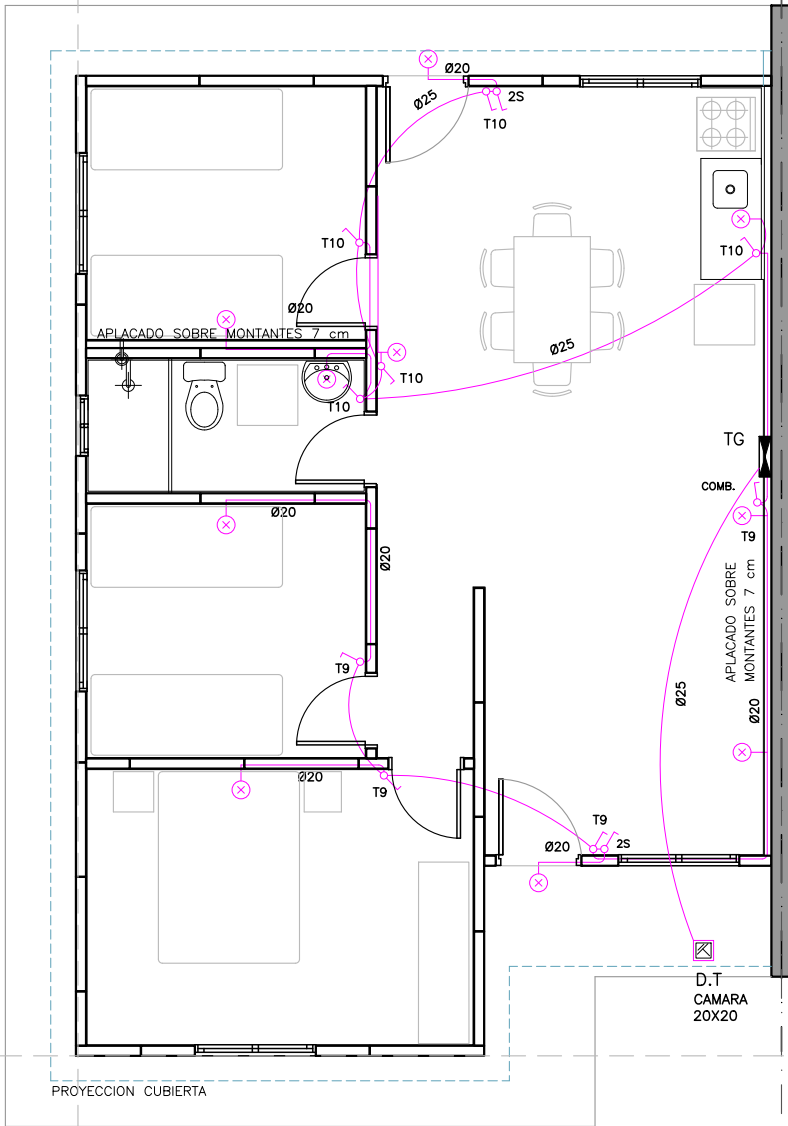 Ø20
Ø25
2S
T10
T10
T10
Ø20
APLACADO SOBRE MONTANTES 7 cm
Ø25
T10
T10
TG
COMB.
Ø20
T9
Ø20
APLACADO SOBRE
MONTANTES 7 cm
T9
Ø25
Ø20
Ø20
T9
T9
2S
Ø20
D.T
CAMARA
20X20
PROYECCION CUBIERTA